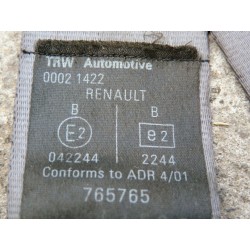 TRW Automotive
0002 1422
RENAULT
B B
E2 e2
042244 2244
Conforms to ADR 4/01
765765